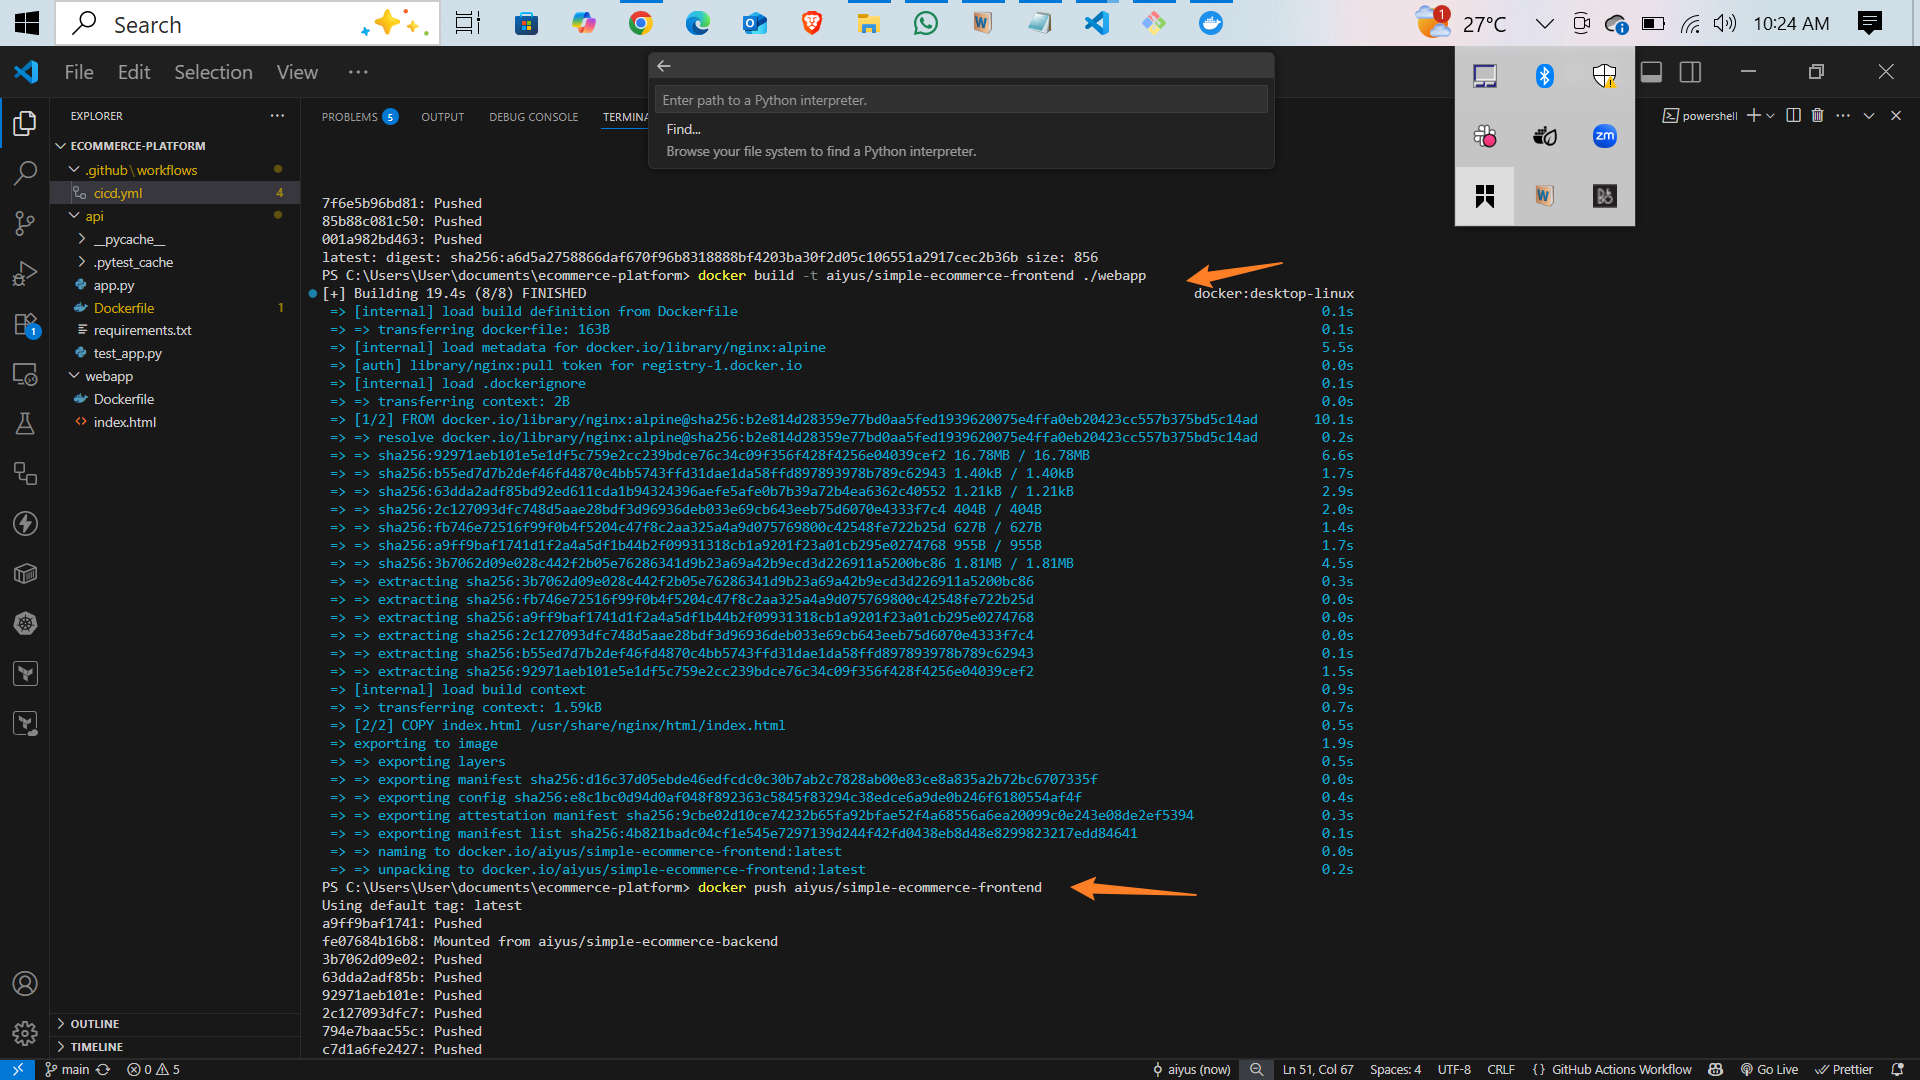 Search
1
27°C
10:24 AM
File
Edit
Selection
View
Enter path to a Python interpreter.
Find...
Browse your file system to find a Python interpreter.
zm
EXPLORER
PROBLEMS 5
OUTPUT
DEBUG CONSOLE
TERMINA
powershell
ECOMMERCE-PLATFORM
.github\workflows
cicd.yml 4
api
__pycache__
.pytest_cache
app.py
Dockerfile 1
requirements.txt
test_app.py
webapp
Dockerfile
index.html
1
OUTLINE
TIMELINE
7f6e5b96bd81: Pushed
85b88c081c50: Pushed
001a982bd463: Pushed
latest: digest: sha256:a6d5a2758866daf670f96b8318888bf4203ba30f2d05c106551a2917cec2b36b size: 856
PS C:\Users\User\documents\ecommerce-platform> docker build -t aiyus/simple-ecommerce-frontend ./webapp
[+] Building 19.4s (8/8) FINISHED docker:desktop-linux
=> [internal] load build definition from Dockerfile 0.1s
=> => transferring dockerfile: 163B 0.1s
=> [internal] load metadata for docker.io/library/nginx:alpine 5.5s
=> [auth] library/nginx:pull token for registry-1.docker.io 0.0s
=> [internal] load .dockerignore 0.1s
=> => transferring context: 2B 0.0s
=> [1/2] FROM docker.io/library/nginx:alpine@sha256:b2e814d28359e77bd0aa5fed1939620075e4ffa0eb20423cc557b375bd5c14ad 10.1s
=> => resolve docker.io/library/nginx:alpine@sha256:b2e814d28359e77bd0aa5fed1939620075e4ffa0eb20423cc557b375bd5c14ad 0.2s
=> => sha256:92971aeb101e5e1df5c759e2cc239bdce76c34c09f356f428f4256e04039cef2 16.78MB / 16.78MB 6.6s
=> => sha256:b55ed7d7b2def46fd4870c4bb5743ffd31dae1da58ffd897893978b789c62943 1.40kB / 1.40kB 1.7s
=> => sha256:63dda2adf85bd92ed611cda1b94324396aefe5afe0b7b39a72b4ea6362c40552 1.21kB / 1.21kB 2.9s
=> => sha256:2c127093dfc748d5aae28bdf3d96936deb033e69cb643eeb75d6070e4333f7c4 404B / 404B 2.0s
=> => sha256:fb746e72516f99f0b4f5204c47f8c2aa325a4a9d075769800c42548fe722b25d 627B / 627B 1.4s
=> => sha256:a9ff9baf1741d1f2a4a5df1b44b2f09931318cb1a9201f23a01cb295e0274768 955B / 955B 1.7s
=> => sha256:3b7062d09e028c442f2b05e76286341d9b23a69a42b9ecd3d226911a5200bc86 1.81MB / 1.81MB 4.5s
=> => extracting sha256:3b7062d09e028c442f2b05e76286341d9b23a69a42b9ecd3d226911a5200bc86 0.3s
=> => extracting sha256:fb746e72516f99f0b4f5204c47f8c2aa325a4a9d075769800c42548fe722b25d 0.0s
=> => extracting sha256:a9ff9baf1741d1f2a4a5df1b44b2f09931318cb1a9201f23a01cb295e0274768 0.0s
=> => extracting sha256:2c127093dfc748d5aae28bdf3d96936deb033e69cb643eeb75d6070e4333f7c4 0.0s
=> => extracting sha256:b55ed7d7b2def46fd4870c4bb5743ffd31dae1da58ffd897893978b789c62943 0.1s
=> => extracting sha256:92971aeb101e5e1df5c759e2cc239bdce76c34c09f356f428f4256e04039cef2 1.5s
=> [internal] load build context 0.9s
=> => transferring context: 1.59kB 0.7s
=> [2/2] COPY index.html /usr/share/nginx/html/index.html 0.5s
=> exporting to image 1.9s
=> => exporting layers 0.5s
=> => exporting manifest sha256:d16c37d05ebde46edfcdc0c30b7ab2c7828ab00e83ce8a835a2b72bc6707335f 0.0s
=> => exporting config sha256:e8c1bc0d94d0af048f892363c5845f83294c38edce6a9de0b246f6180554af4f 0.4s
=> => exporting attestation manifest sha256:9cbe02d10ce74232b65fa92bfae52f4a68556a6ea20099c0e243e08de2ef5394 0.3s
=> => exporting manifest list sha256:4b821badc04cf1e545e7297139d244f42fd0438eb8d48e8299823217edd84641 0.1s
=> => naming to docker.io/aiyus/simple-ecommerce-frontend:latest 0.0s
=> => unpacking to docker.io/aiyus/simple-ecommerce-frontend:latest 0.2s
PS C:\Users\User\documents\ecommerce-platform> docker push aiyus/simple-ecommerce-frontend
Using default tag: latest
a9ff9baf1741: Pushed
fe07684b16b8: Mounted from aiyus/simple-ecommerce-backend
3b7062d09e02: Pushed
63dda2adf85b: Pushed
92971aeb101e: Pushed
2c127093dfc7: Pushed
794e7baac55c: Pushed
c7d1a6fe2427: Pushed
main
0 5
aiyus (now)
Ln 51, Col 67
Spaces: 4
UTF-8
CRLF
{} GitHub Actions Workflow
Go Live
Prettier